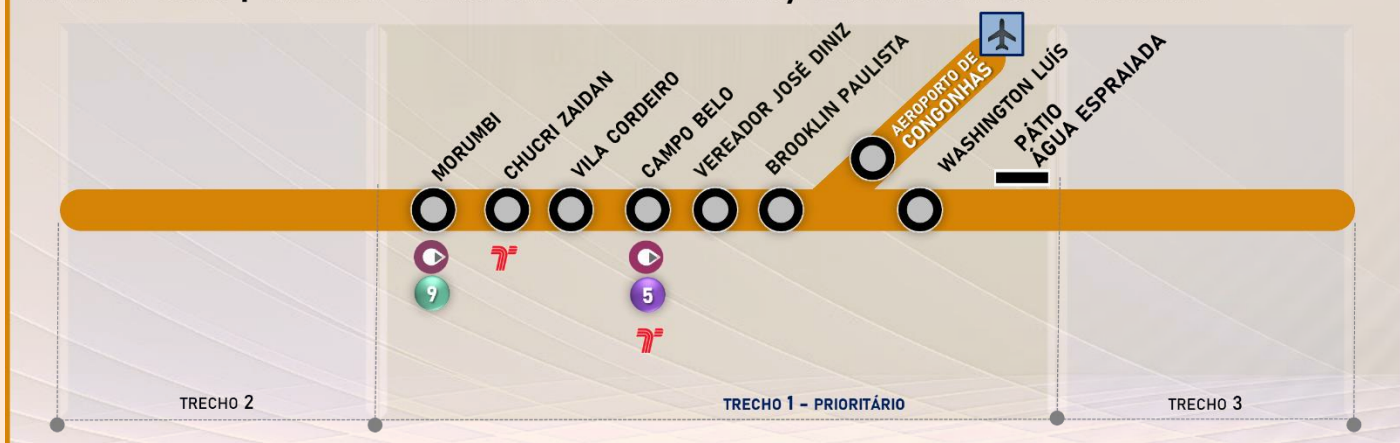 MORUMBI
CHUCRI ZAIDAN
VILA CORDEIRO
CAMPO BELO
VEREADOR JOSÉ DINIZ
BROOKLIN PAULISTA
AEROPORTO DE
CONGONHAS
WASHINGTON LUÍS
PÁTIO
ÁGUA ESPRAIADA
9
5
TRECHO 2
TRECHO 1 – PRIORITÁRIO
TRECHO 3